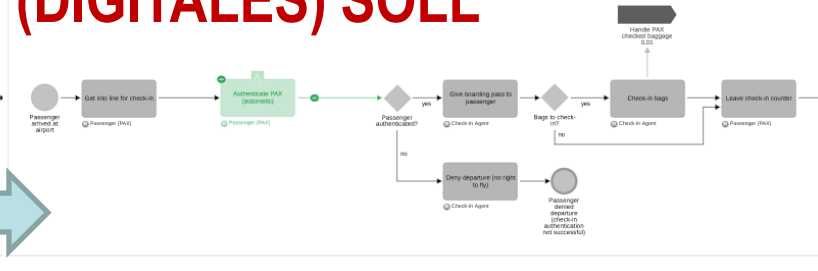 (DIGITALES) SOLL
Handle PAX
checked baggage
0.01
Get into line for check-in
Authenticate PAX
(automatic)
Give boarding pass to
passenger
Check-in bags
Leave check-in counter
yes
yes
Passenger
arrived at
airport
Passenger (PAX)
Passenger (PAX)
Passenger
authenticated?
Check-in Agent
Bags to check-
in?
Check-in Agent
Passenger (PAX)
no
no
Deny departure (no right
to fly)
Check-in Agent
Passenger
denied
departure
(check-in
authentication
not successful)